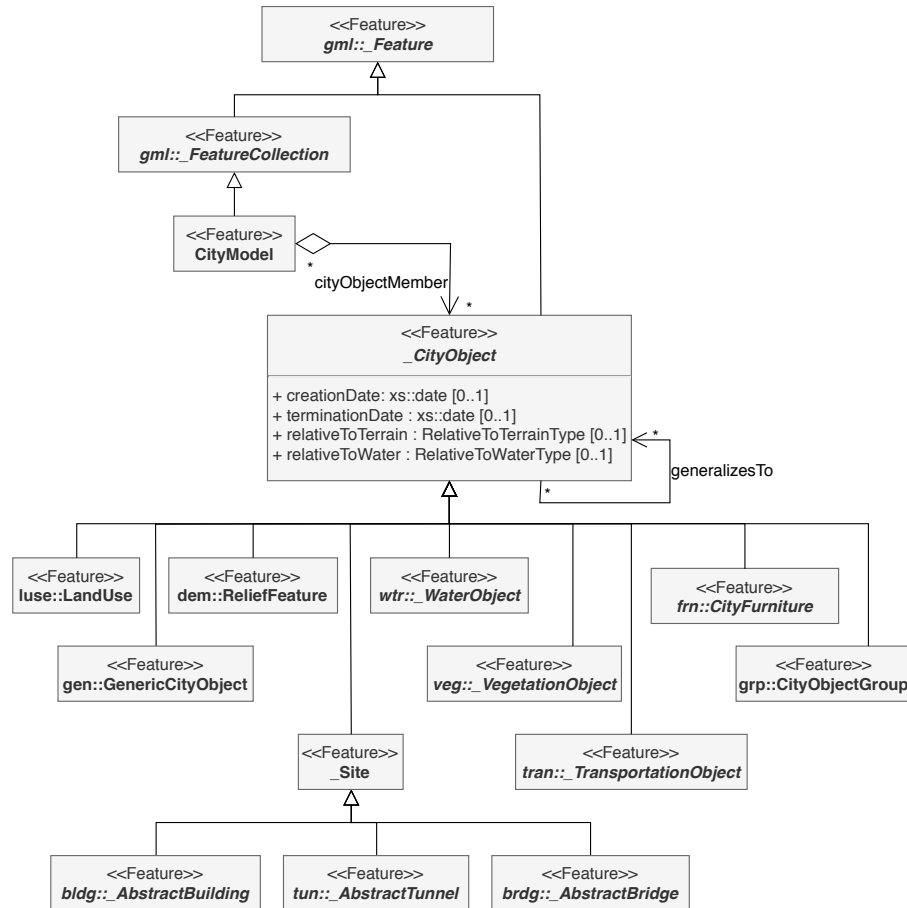 <<Feature>>
gml::_Feature
<<Feature>>
gml::_FeatureCollection
<<Feature>>
CityModel
*
cityObjectMember
*
<<Feature>>
_CityObject
+ creationDate: xs::date [0..1]
+ terminationDate : xs::date [0..1]
+ relativeToTerrain : RelativeToTerrainType [0..1]
+ relativeToWater : RelativeToWaterType [0..1]
*
generalizesTo
*
<<Feature>>
luse::LandUse
<<Feature>>
dem::ReliefFeature
<<Feature>>
wtr::_WaterObject
<<Feature>>
frn::CityFurniture
<<Feature>>
gen::GenericCityObject
<<Feature>>
veg::_VegetationObject
<<Feature>>
grp::CityObjectGroup
<<Feature>>
_Site
<<Feature>>
tran::_TransportationObject
<<Feature>>
bldg::_AbstractBuilding
<<Feature>>
tun::_AbstractTunnel
<<Feature>>
brdg::_AbstractBridge